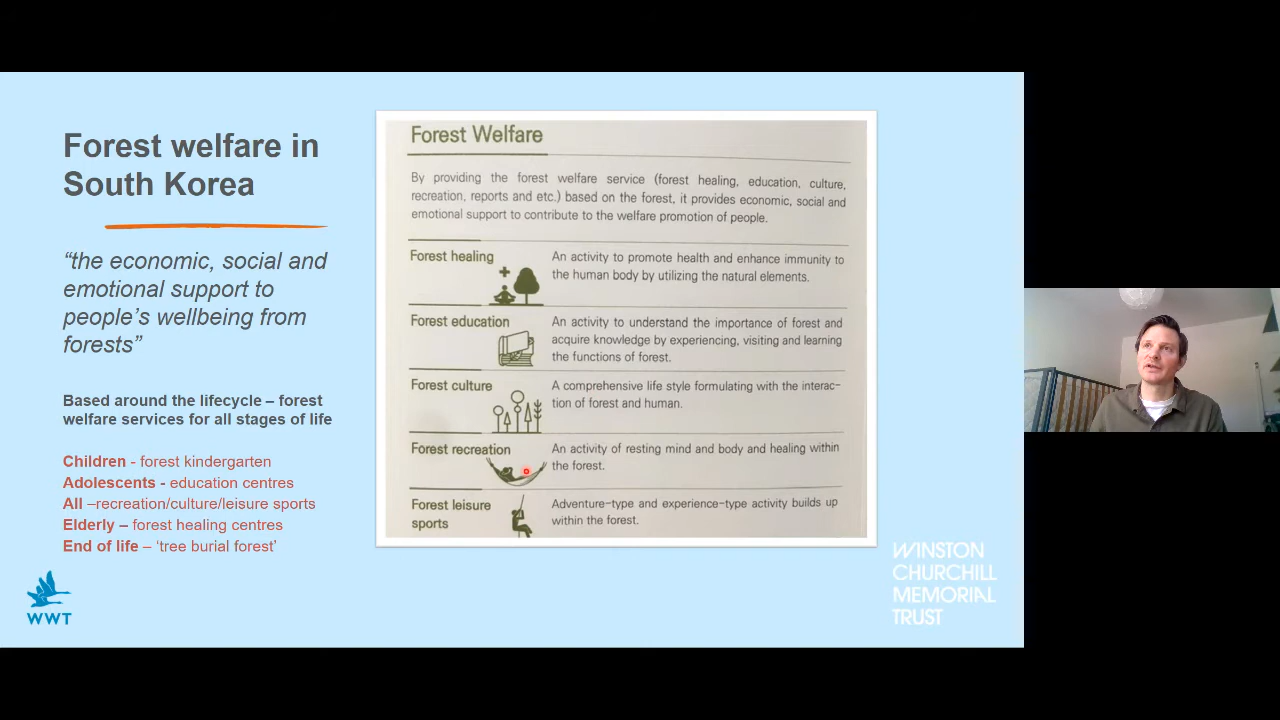 Forest welfare in
South Korea
“the economic, social and
emotional support to
people’s wellbeing from
forests”
Based around the lifecycle – forest
welfare services for all stages of life
Children - forest kindergarten
Adolescents - education centres
All –recreation/culture/leisure sports
Elderly – forest healing centres
End of life – ‘tree burial forest’
WWT
Forest Welfare
By providing the forest welfare service (forest healing, education, culture,
recreation, reports and etc.) based on the forest, it provides economic, social and
emotional support to contribute to the welfare promotion of people.
Forest healing
An activity to promote health and enhance immunity to
the human body by utilizing the natural elements.
Forest education
An activity to understand the importance of forest and
acquire knowledge by experiencing, visiting and learning
the functions of forest.
Forest culture
A comprehensive life style formulating with the interac-
tion of forest and human.
Forest recreation
An activity of resting mind and body and healing within
the forest.
Forest leisure
sports
Adventure-type and experience-type activity builds up
within the forest.
WINSTON
CHURCHILL
MEMORIAL
TRUST